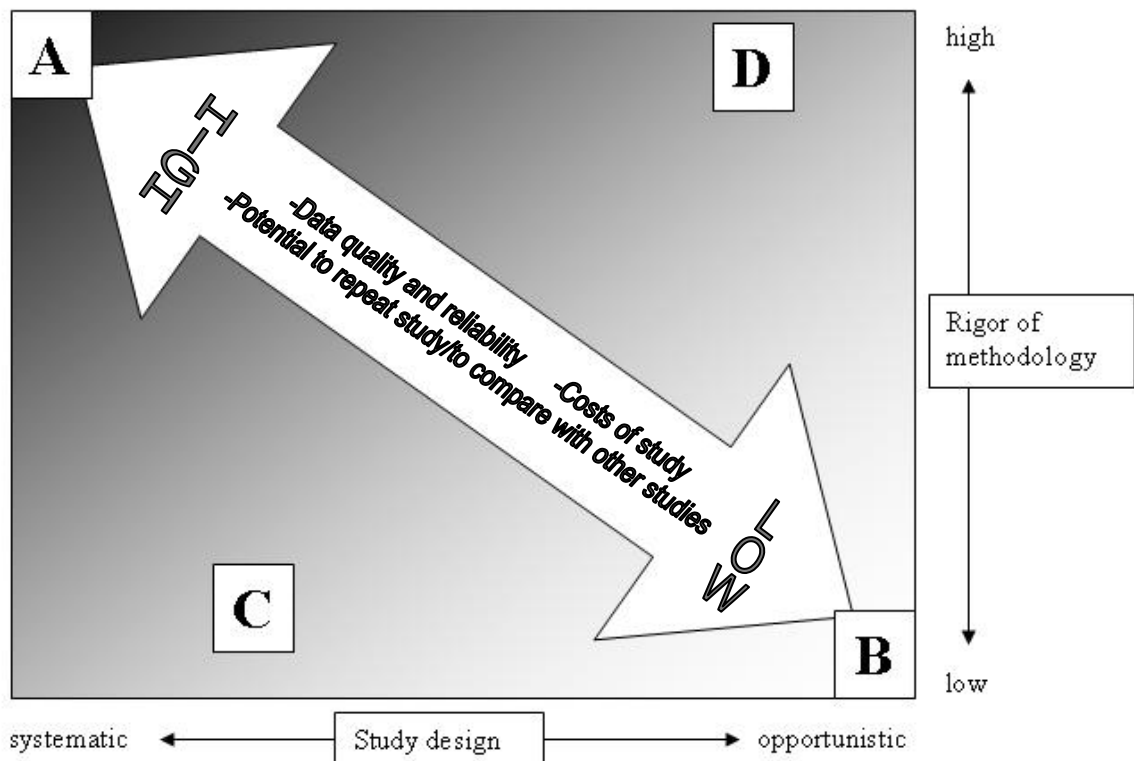 A
D
high
HIGH
-Data quality and reliability
-Costs of study
-Potential to repeat study/to compare with other studies
Rigor of
methodology
LOW
C
B
low
systematic
Study design
opportunistic